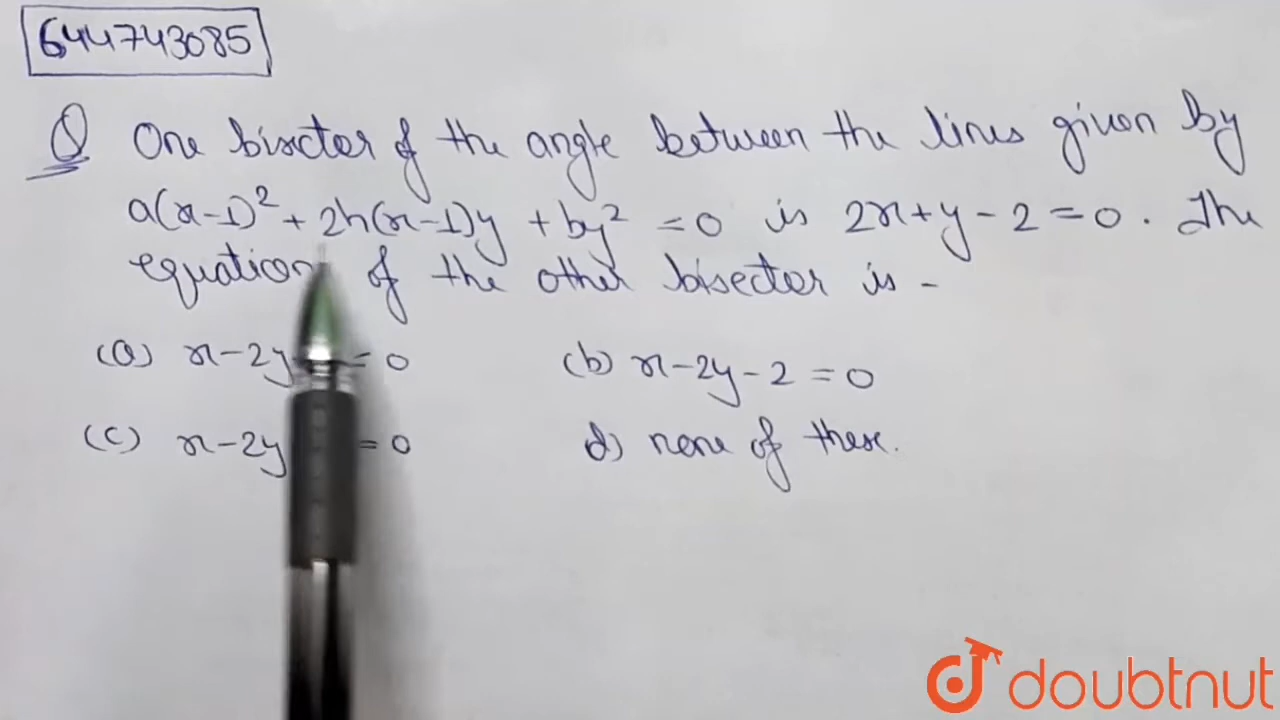 644743085
Q One bisector of the angle between the lines given by
a(x-1)² + 2h(x-1)y + by² = 0 is 2x+y-2=0. The
equation of the other bisector is -
(a) x-2y = 0 (b) x-2y-2=0
(c) x-2y = 0 d) none of these.
doubtnut